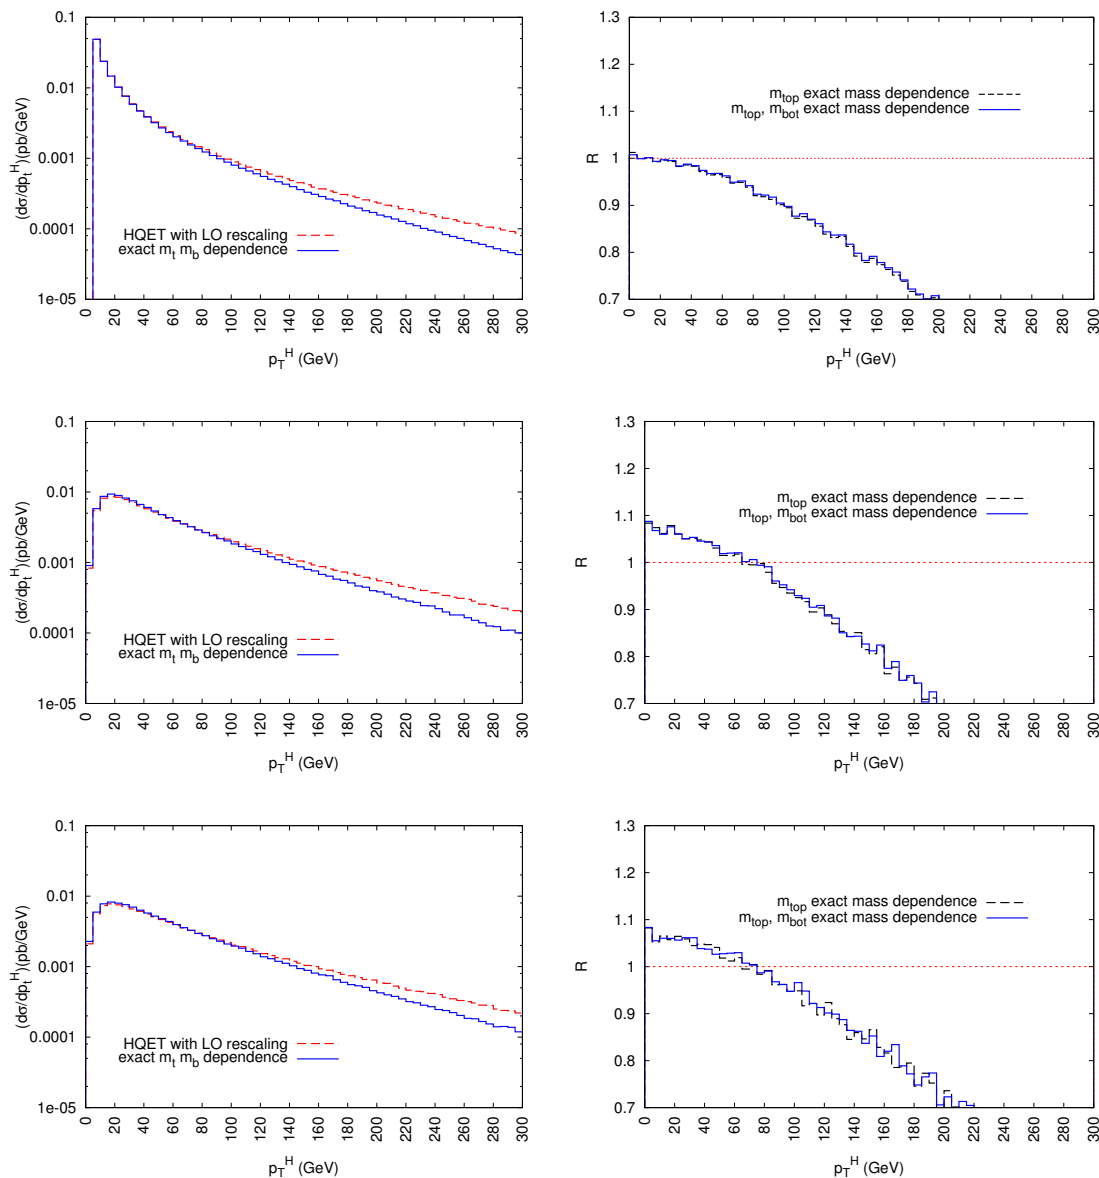 0.1
0.01
0.001
0.0001
1e-05
(dσ/dp_t^H)(pb/GeV)
HQET with LO rescaling
exact m_t m_b dependence
0 20 40 60 80 100 120 140 160 180 200 220 240 260 280 300
p_T^H (GeV)
1.3
1.2
1.1
1
0.9
0.8
0.7
R
m_top exact mass dependence
m_top, m_bot exact mass dependence
0 20 40 60 80 100 120 140 160 180 200 220 240 260 280 300
p_T^H (GeV)
0.1
0.01
0.001
0.0001
1e-05
(dσ/dp_t^H)(pb/GeV)
HQET with LO rescaling
exact m_t m_b dependence
0 20 40 60 80 100 120 140 160 180 200 220 240 260 280 300
p_T^H (GeV)
1.3
1.2
1.1
1
0.9
0.8
0.7
R
m_top exact mass dependence
m_top, m_bot exact mass dependence
0 20 40 60 80 100 120 140 160 180 200 220 240 260 280 300
p_T^H (GeV)
0.1
0.01
0.001
0.0001
1e-05
(dσ/dp_t^H)(pb/GeV)
HQET with LO rescaling
exact m_t m_b dependence
0 20 40 60 80 100 120 140 160 180 200 220 240 260 280 300
p_T^H (GeV)
1.3
1.2
1.1
1
0.9
0.8
0.7
R
m_top exact mass dependence
m_top, m_bot exact mass dependence
0 20 40 60 80 100 120 140 160 180 200 220 240 260 280 300
p_T^H (GeV)